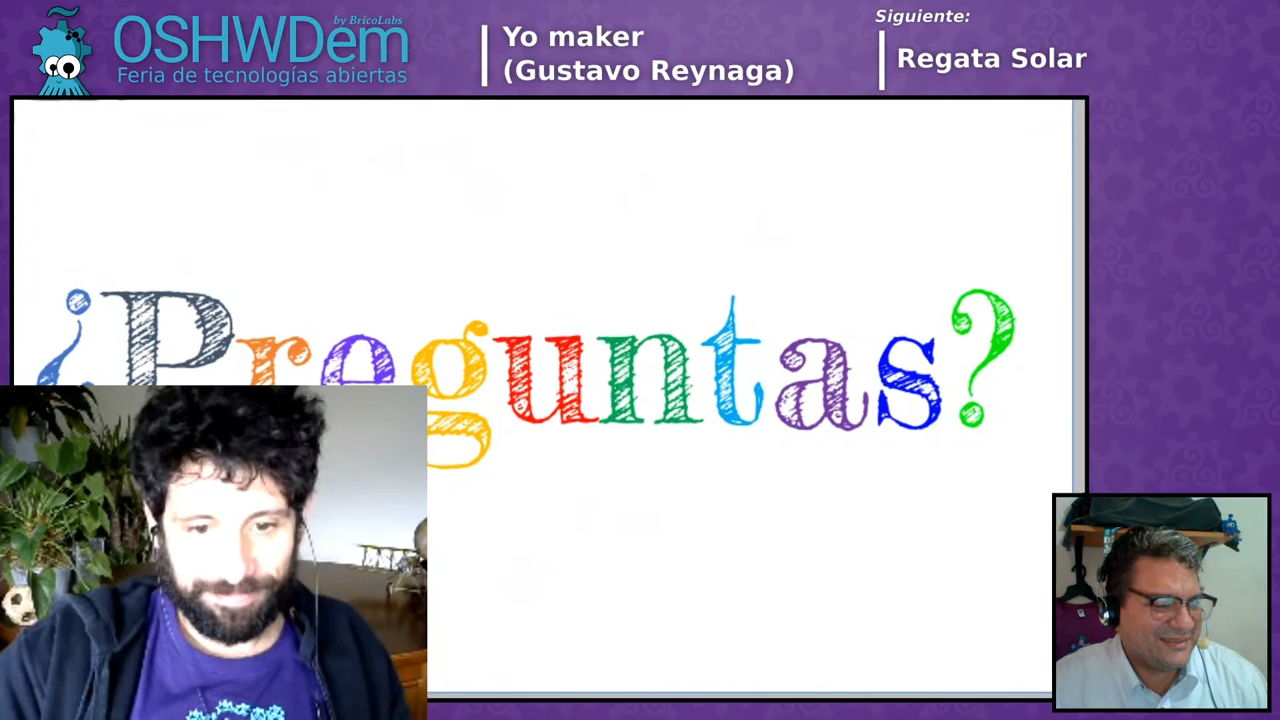 by BricoLabs
OSHWDem
Feria de tecnologías abiertas
Yo maker
(Gustavo Reynaga)
Siguiente:
Regata Solar
¿Preguntas?